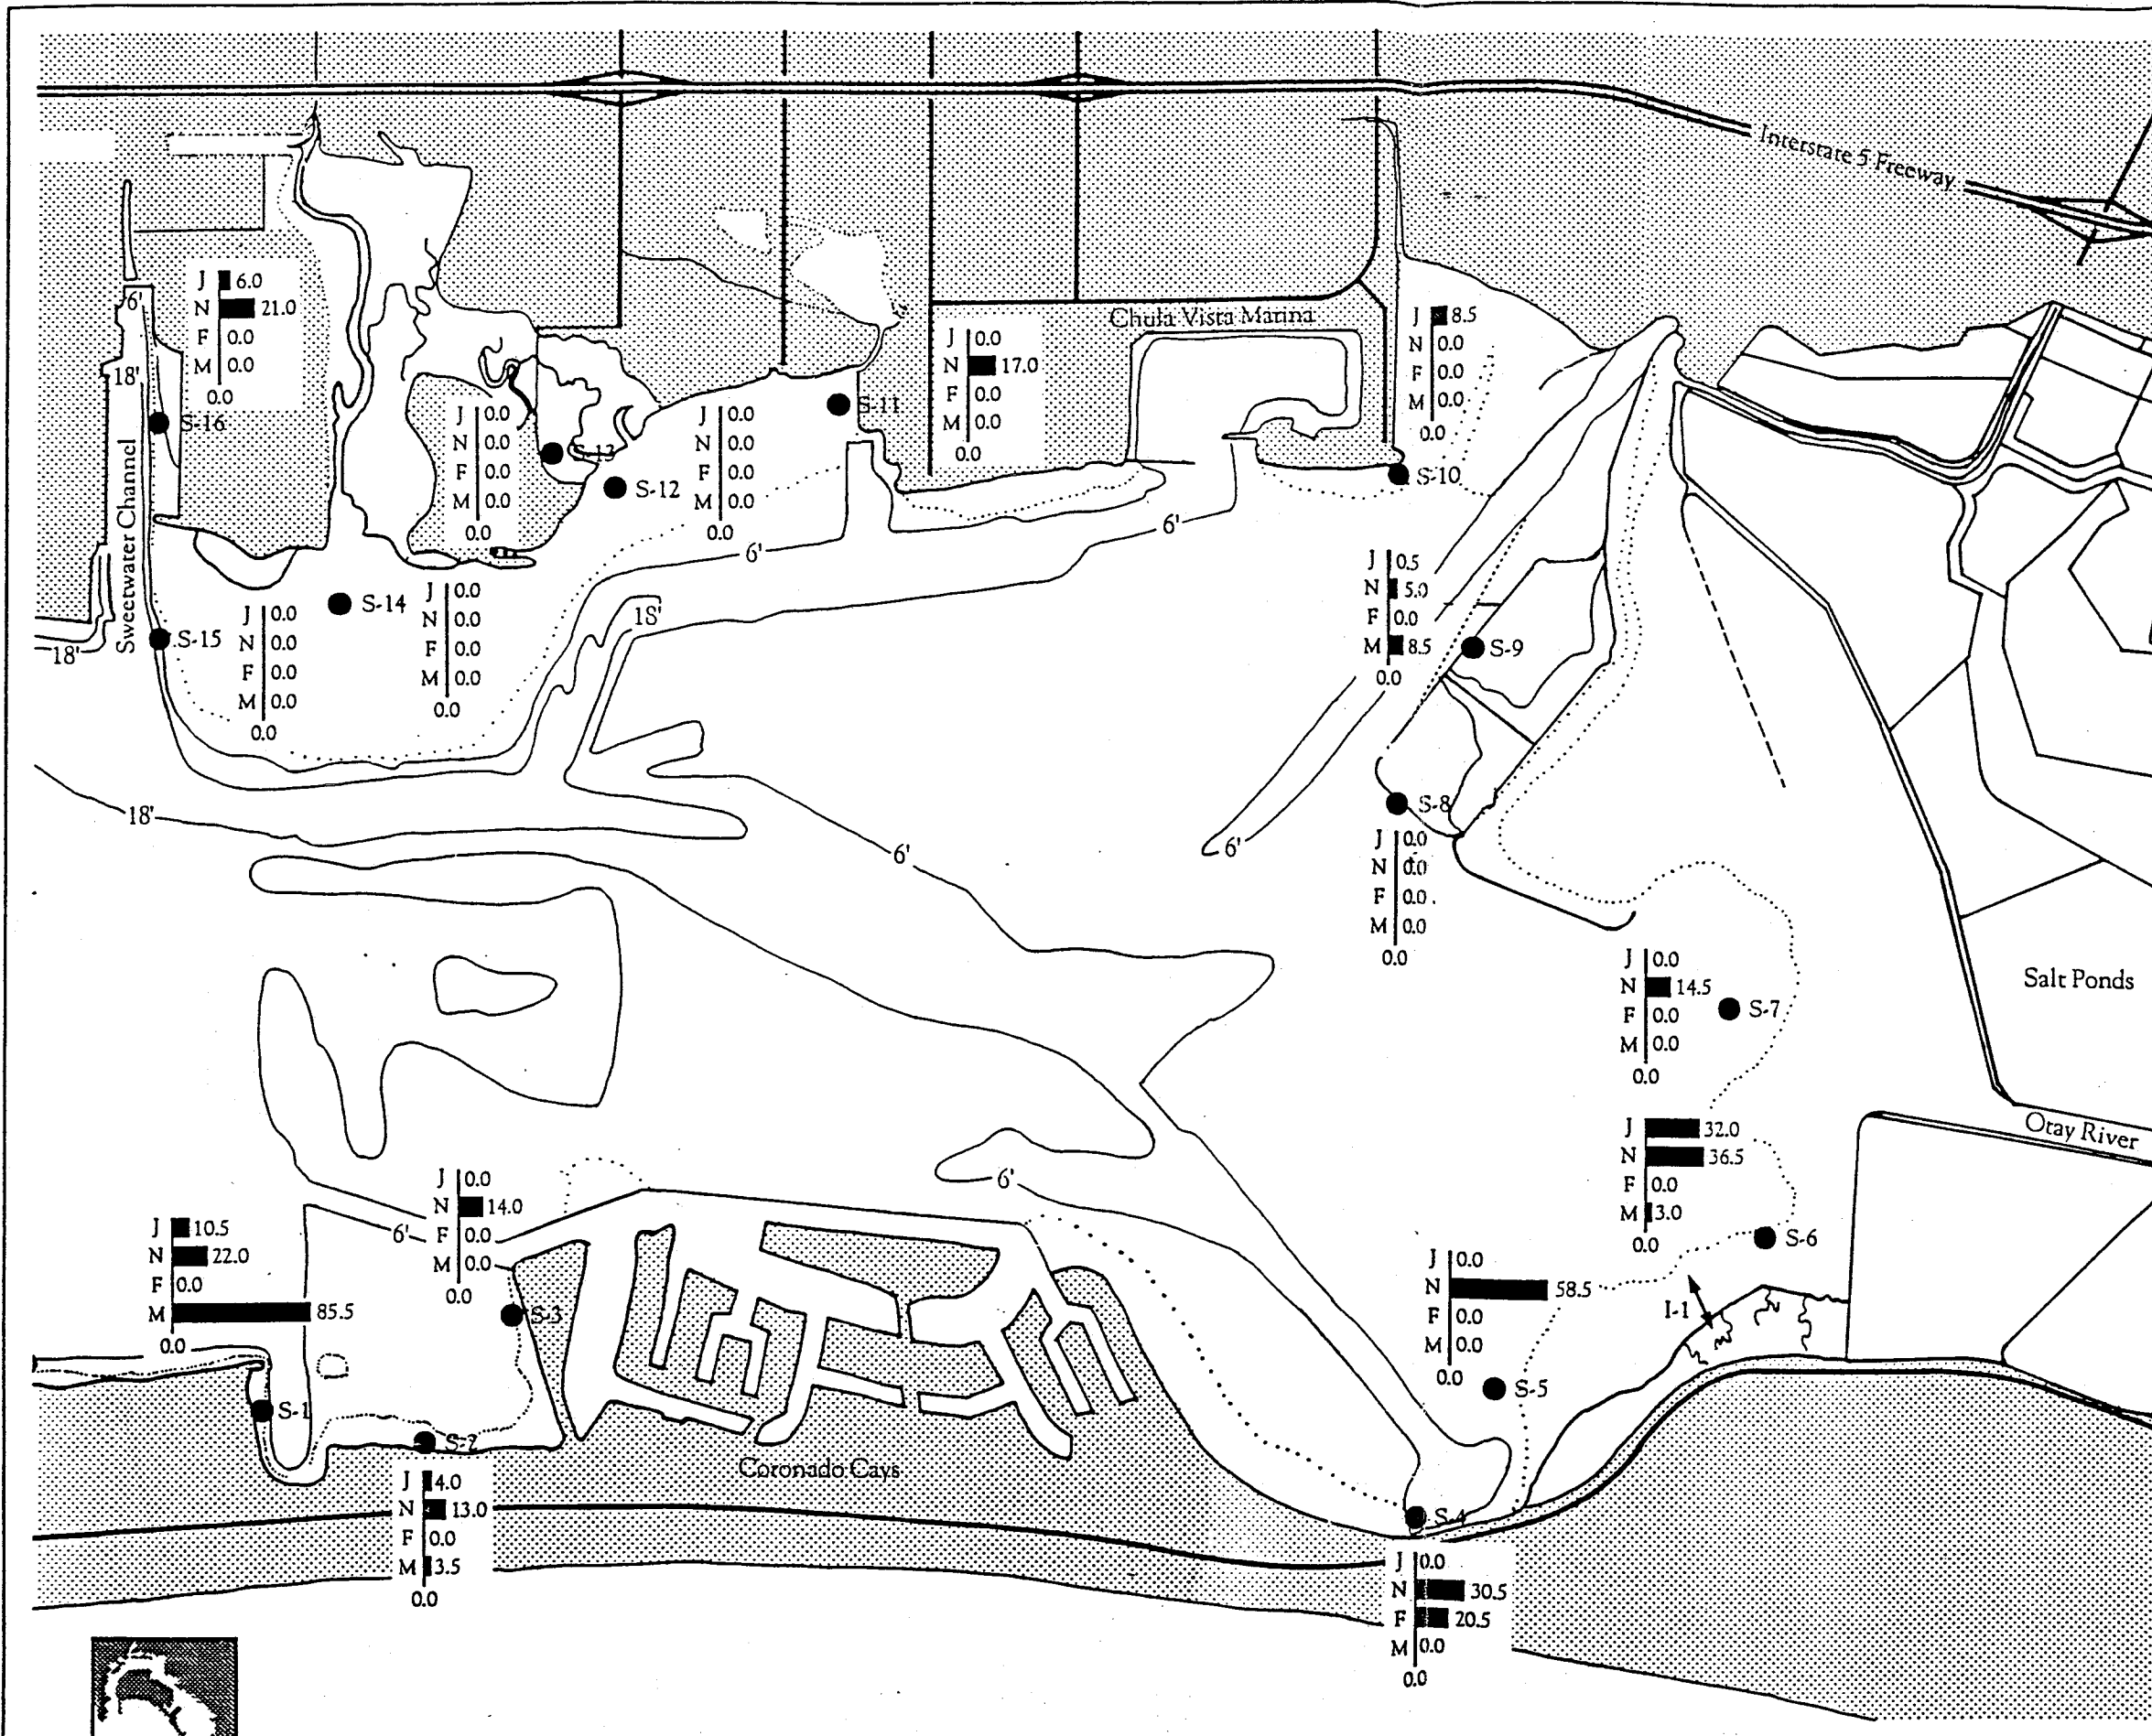 Interstate 5 Freeway
J 6.0
N 21.0
F 0.0
M 0.0
0.0
6'
18'
S-16
Sweetwater Channel
J 0.0
N 0.0
F 0.0
M 0.0
0.0
S-13
S-12
J 0.0
N 0.0
F 0.0
M 0.0
0.0
S-11
J 0.0
N 17.0
F 0.0
M 0.0
0.0
Chula Vista Marina
J 8.5
N 0.0
F 0.0
M 0.0
0.0
S-10
6'
6'
18'
18'
S-15
J 0.0
N 0.0
F 0.0
M 0.0
0.0
S-14
J 0.0
N 0.0
F 0.0
M 0.0
0.0
J 0.5
N 5.0
F 0.0
M 8.5
0.0
S-9
18'
6'
6'
S-8
J 0.0
N 0.0
F 0.0
M 0.0
0.0
J 0.0
N 14.5
F 0.0
M 0.0
0.0
S-7
Salt Ponds
Otay River
J 32.0
N 36.5
F 0.0
M 3.0
0.0
S-6
I-1
6'
6'
J 0.0
N 14.0
F 0.0
M 0.0
0.0
S-3
J 10.5
N 22.0
F 0.0
M 85.5
0.0
S-1
S-2
J 4.0
N 13.0
F 0.0
M 3.5
0.0
Coronado Cays
J 0.0
N 58.5
F 0.0
M 0.0
0.0
S-5
S-4
J 0.0
N 30.5
F 20.5
M 0.0
0.0